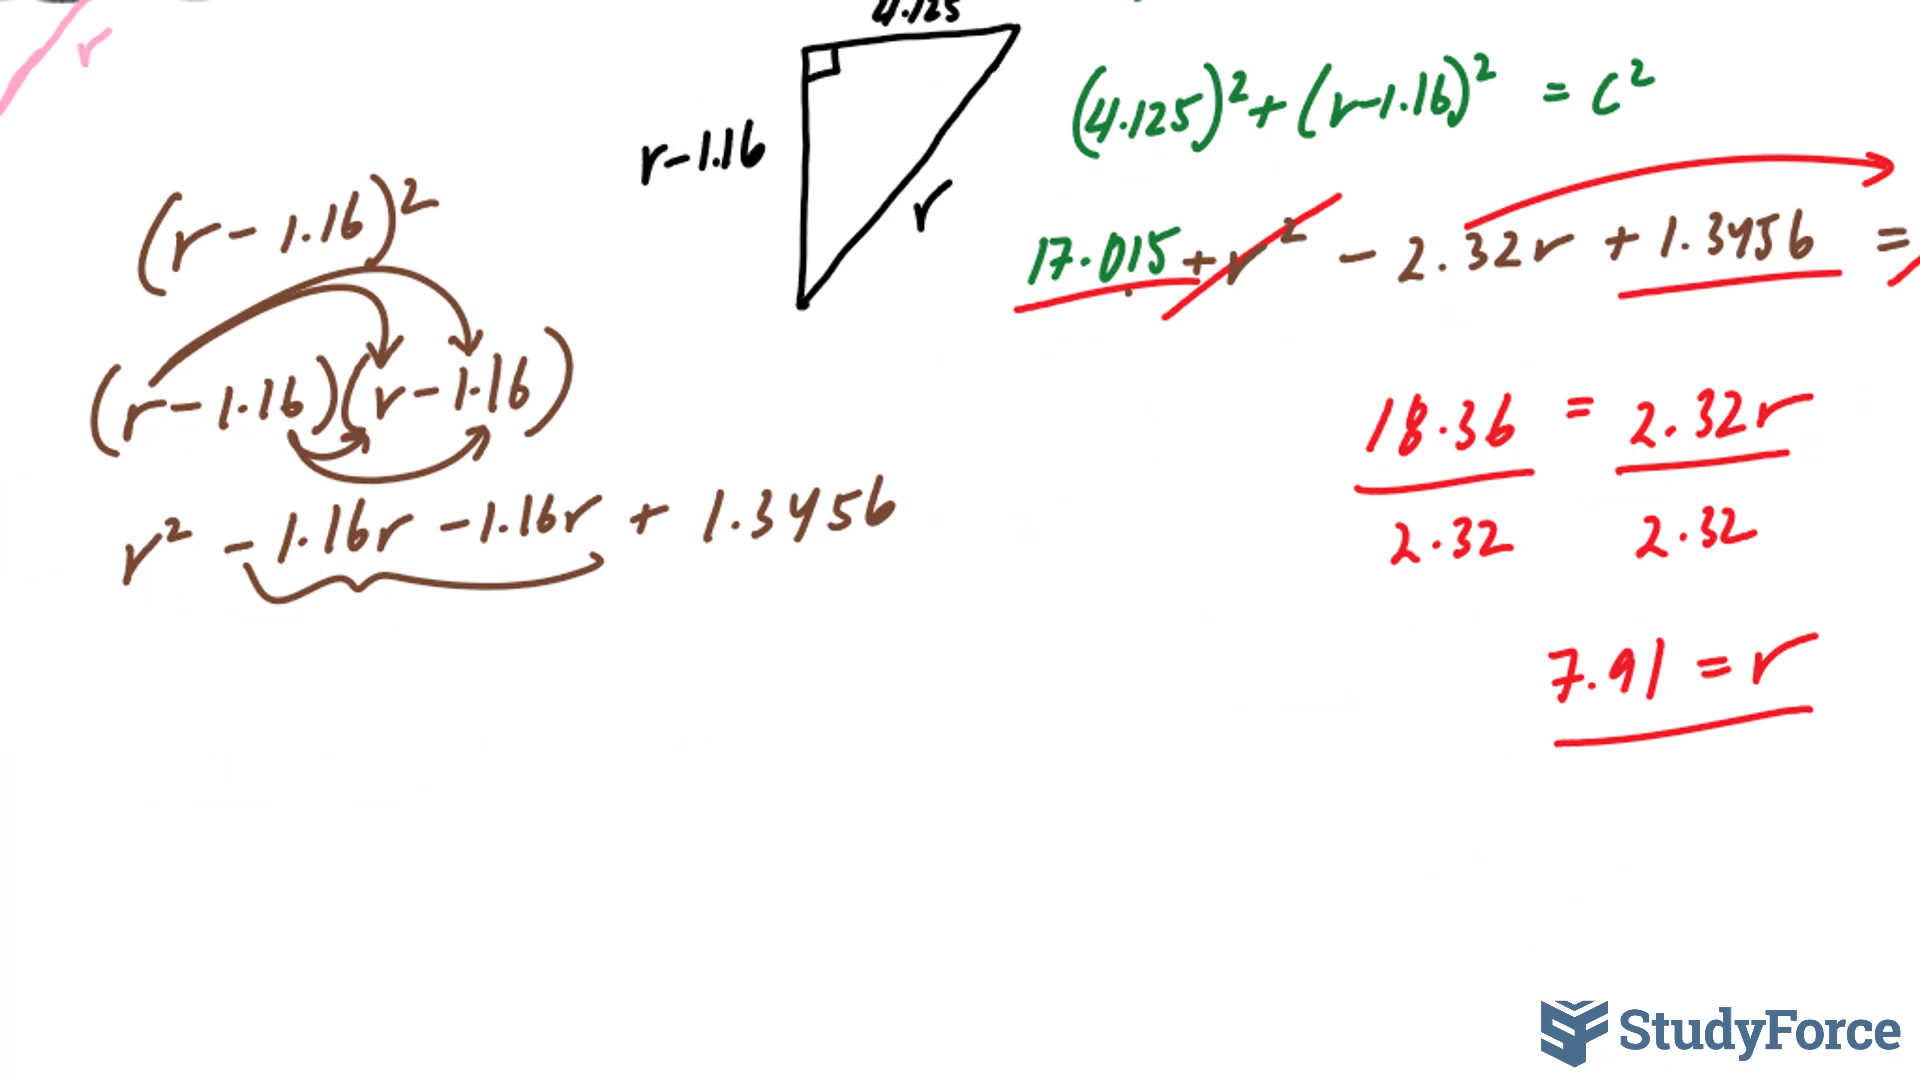 r
4.125
r-1.16
r
(4.125)²+(r-1.16)² = c²
17.015+r² - 2.32r + 1.3456 =
(r-1.16)²
(r-1.16)(r-1.16)
r² -1.16r -1.16r + 1.3456
18.36 = 2.32r
2.32 2.32
7.91 = r
StudyForce